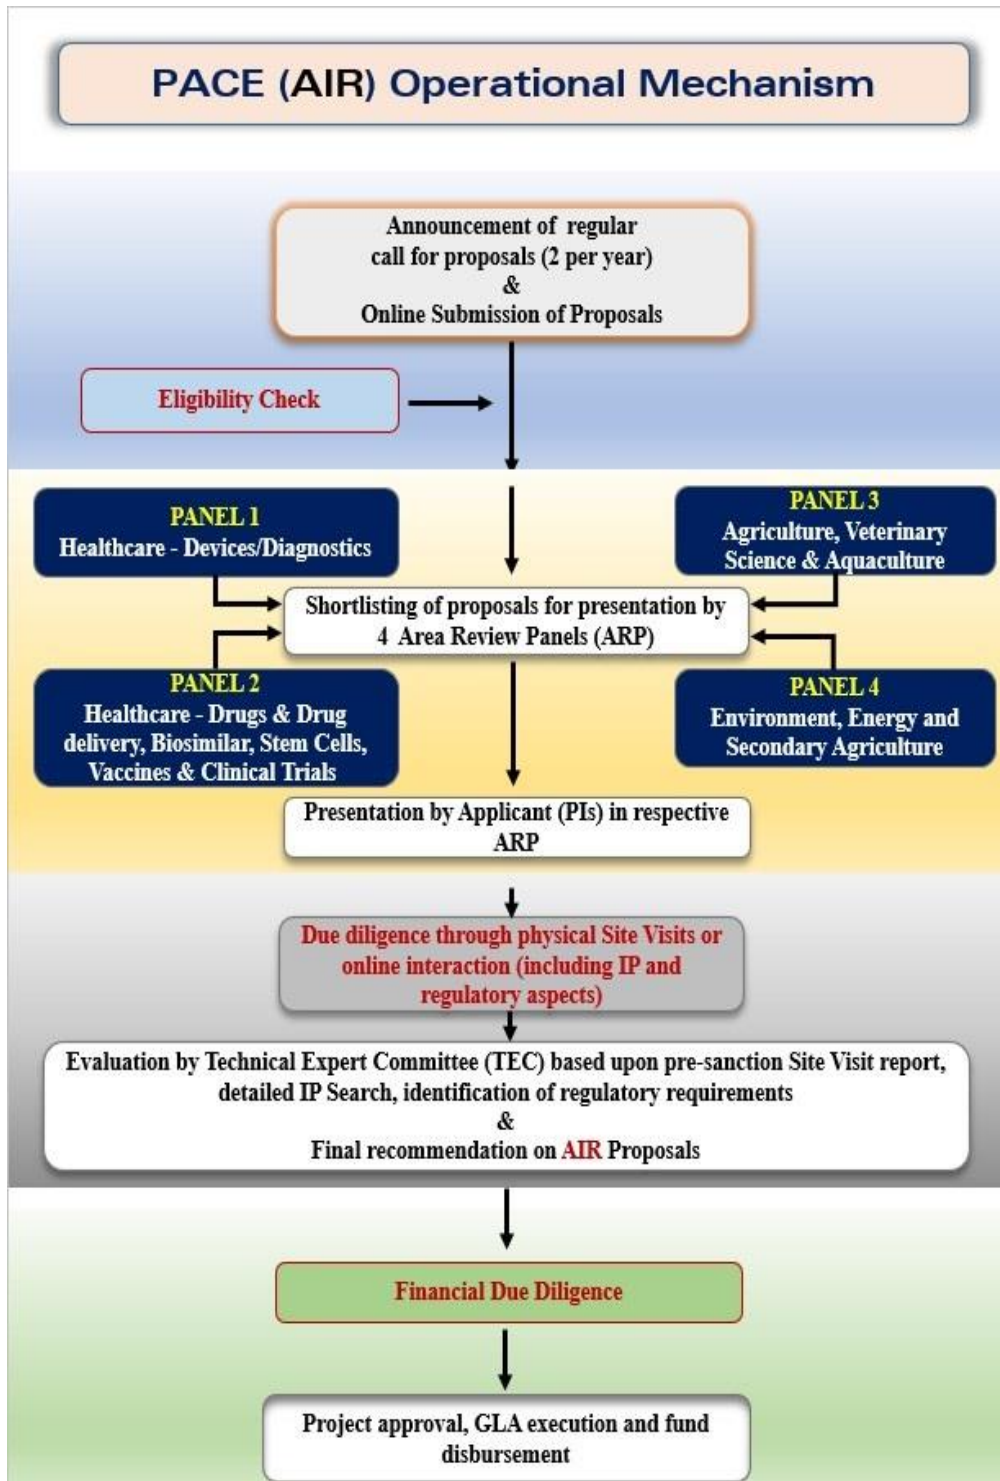 PACE (AIR) Operational Mechanism
Announcement of regular
call for proposals (2 per year)
&
Online Submission of Proposals
Eligibility Check
PANEL 1
Healthcare - Devices/Diagnostics
PANEL 3
Agriculture, Veterinary
Science & Aquaculture
Shortlisting of proposals for presentation by
4 Area Review Panels (ARP)
PANEL 2
Healthcare - Drugs & Drug
delivery, Biosimilar, Stem Cells,
Vaccines & Clinical Trials
PANEL 4
Environment, Energy and
Secondary Agriculture
Presentation by Applicant (PIs) in respective
ARP
Due diligence through physical Site Visits or
online interaction (including IP and
regulatory aspects)
Evaluation by Technical Expert Committee (TEC) based upon pre-sanction Site Visit report,
detailed IP Search, identification of regulatory requirements
&
Final recommendation on AIR Proposals
Financial Due Diligence
Project approval, GLA execution and fund
disbursement